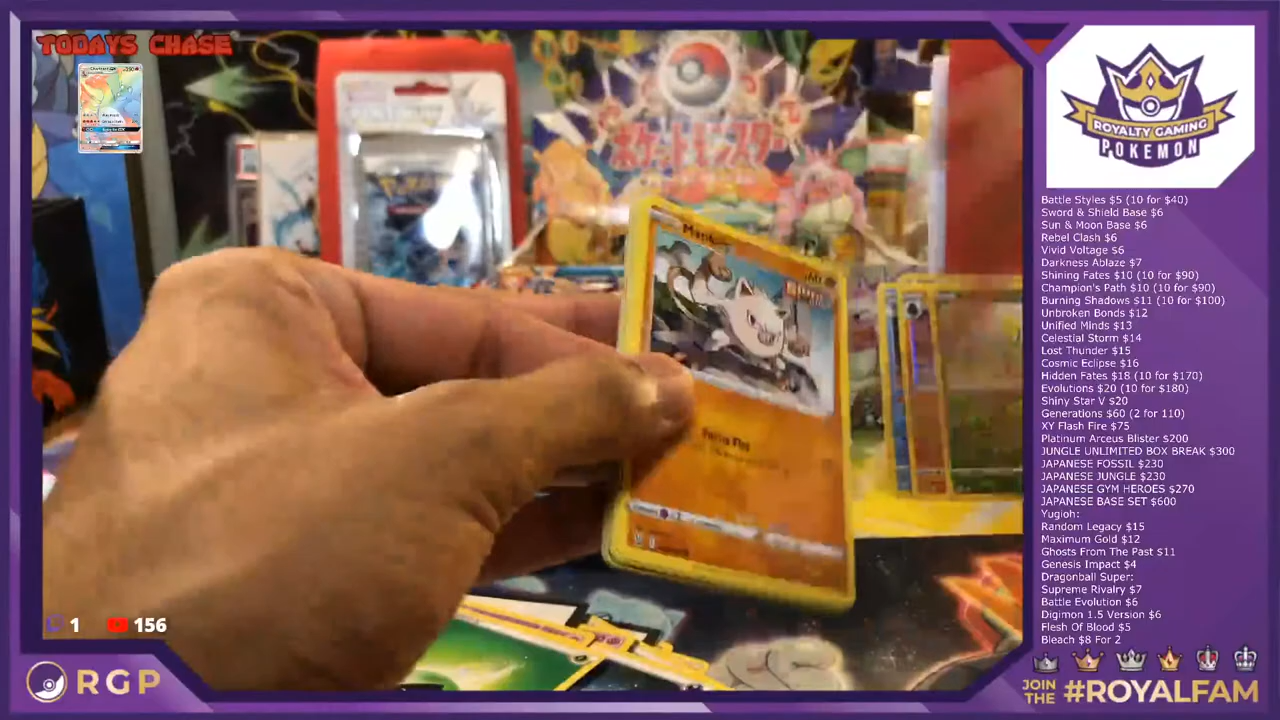 TODAYS CHASE
ポケットモンスター
Fury
1
156
RGP
ROYALTY GAMING
POKEMON
Battle Styles $5 (10 for $40)
Sword & Shield Base $6
Sun & Moon Base $6
Rebel Clash $6
Vivid Voltage $6
Darkness Ablaze $7
Shining Fates $10 (10 for $90)
Champion's Path $10 (10 for $90)
Burning Shadows $11 (10 for $100)
Unbroken Bonds $12
Unified Minds $13
Celestial Storm $14
Lost Thunder $15
Cosmic Eclipse $16
Hidden Fates $18 (10 for $170)
Evolutions $20 (10 for $180)
Shiny Star V $20
Generations $60 (2 for 110)
XY Flash Fire $75
Platinum Arceus Blister $200
JUNGLE UNLIMITED BOX BREAK $300
JAPANESE FOSSIL $230
JAPANESE JUNGLE $230
JAPANESE GYM HEROES $270
JAPANESE BASE SET $600
Yugioh:
Random Legacy $15
Maximum Gold $12
Ghosts From The Past $11
Genesis Impact $4
Dragonball Super:
Supreme Rivalry $7
Battle Evolution $6
Digimon 1.5 Version $6
Flesh Of Blood $5
Bleach $8 For 2
JOIN THE #ROYALFAM